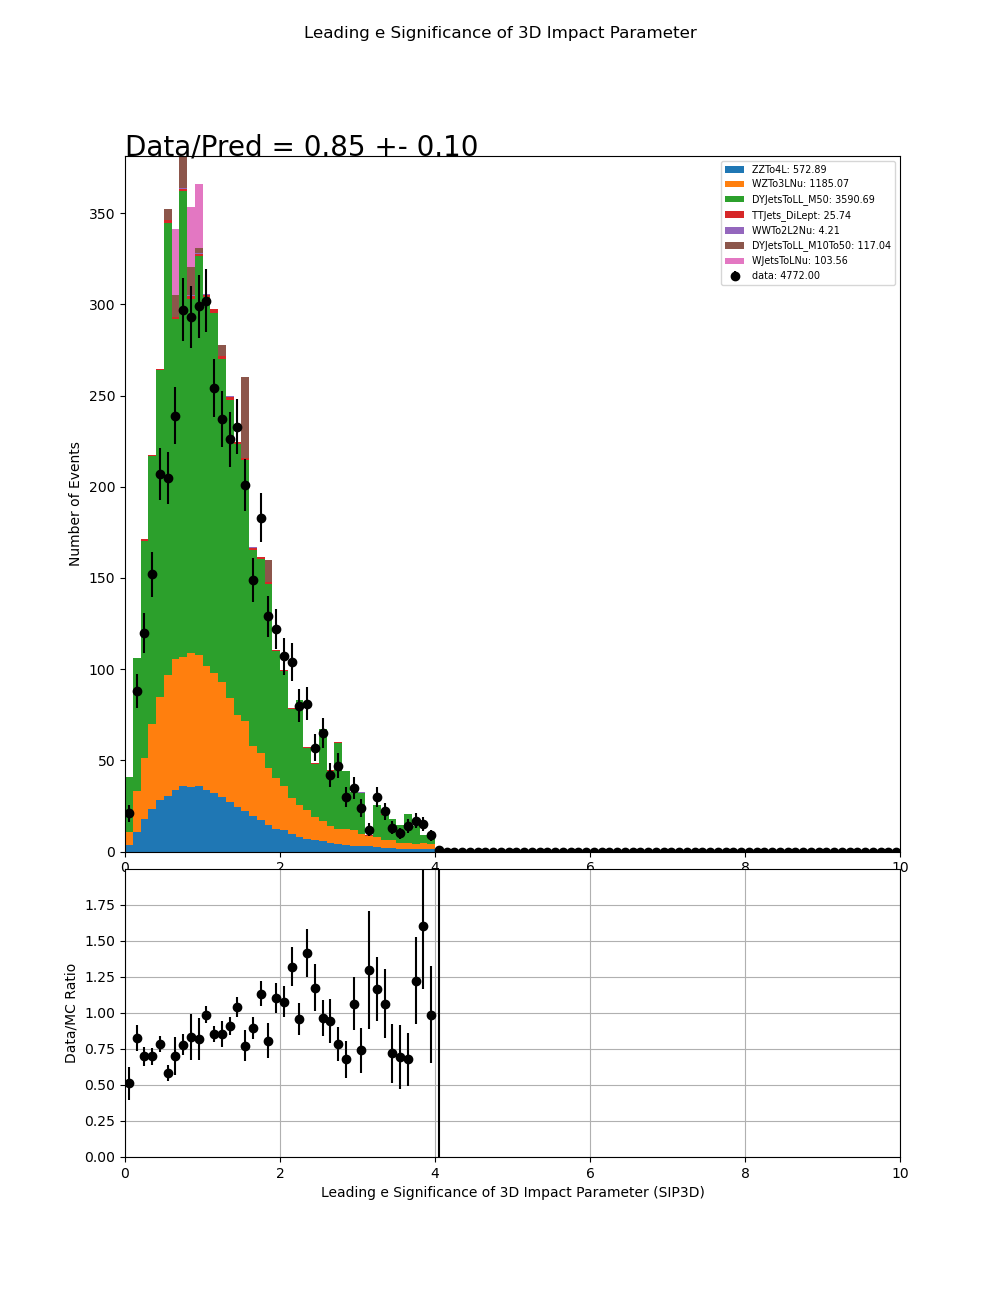 Leading e Significance of 3D Impact Parameter
Data/Pred = 0.85 +- 0.10
ZZTo4L: 572.89
WZTo3LNu: 1185.07
DYJetsToLL_M50: 3590.69
TTJets_DiLept: 25.74
WWTo2L2Nu: 4.21
DYJetsToLL_M10To50: 117.04
WJetsToLNu: 103.56
data: 4772.00
Number of Events
350
300
250
200
150
100
50
0
0 2 4 6 8 10
Data/MC Ratio
1.75
1.50
1.25
1.00
0.75
0.50
0.25
0.00
0 2 4 6 8 10
Leading e Significance of 3D Impact Parameter (SIP3D)